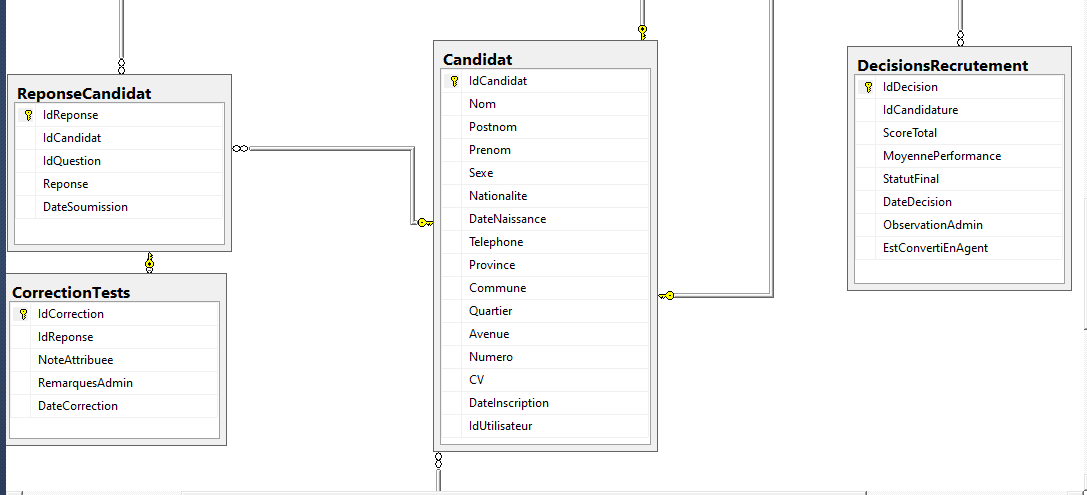 ReponseCandidat
IdReponse
IdCandidat
IdQuestion
Reponse
DateSoumission
CorrectionTests
IdCorrection
IdReponse
NoteAttribuee
RemarquesAdmin
DateCorrection
Candidat
IdCandidat
Nom
Postnom
Prenom
Sexe
Nationalite
DateNaissance
Telephone
Province
Commune
Quartier
Avenue
Numero
CV
DateInscription
IdUtilisateur
DecisionsRecrutement
IdDecision
IdCandidature
ScoreTotal
MoyennePerformance
StatutFinal
DateDecision
ObservationAdmin
EstConvertiEnAgent